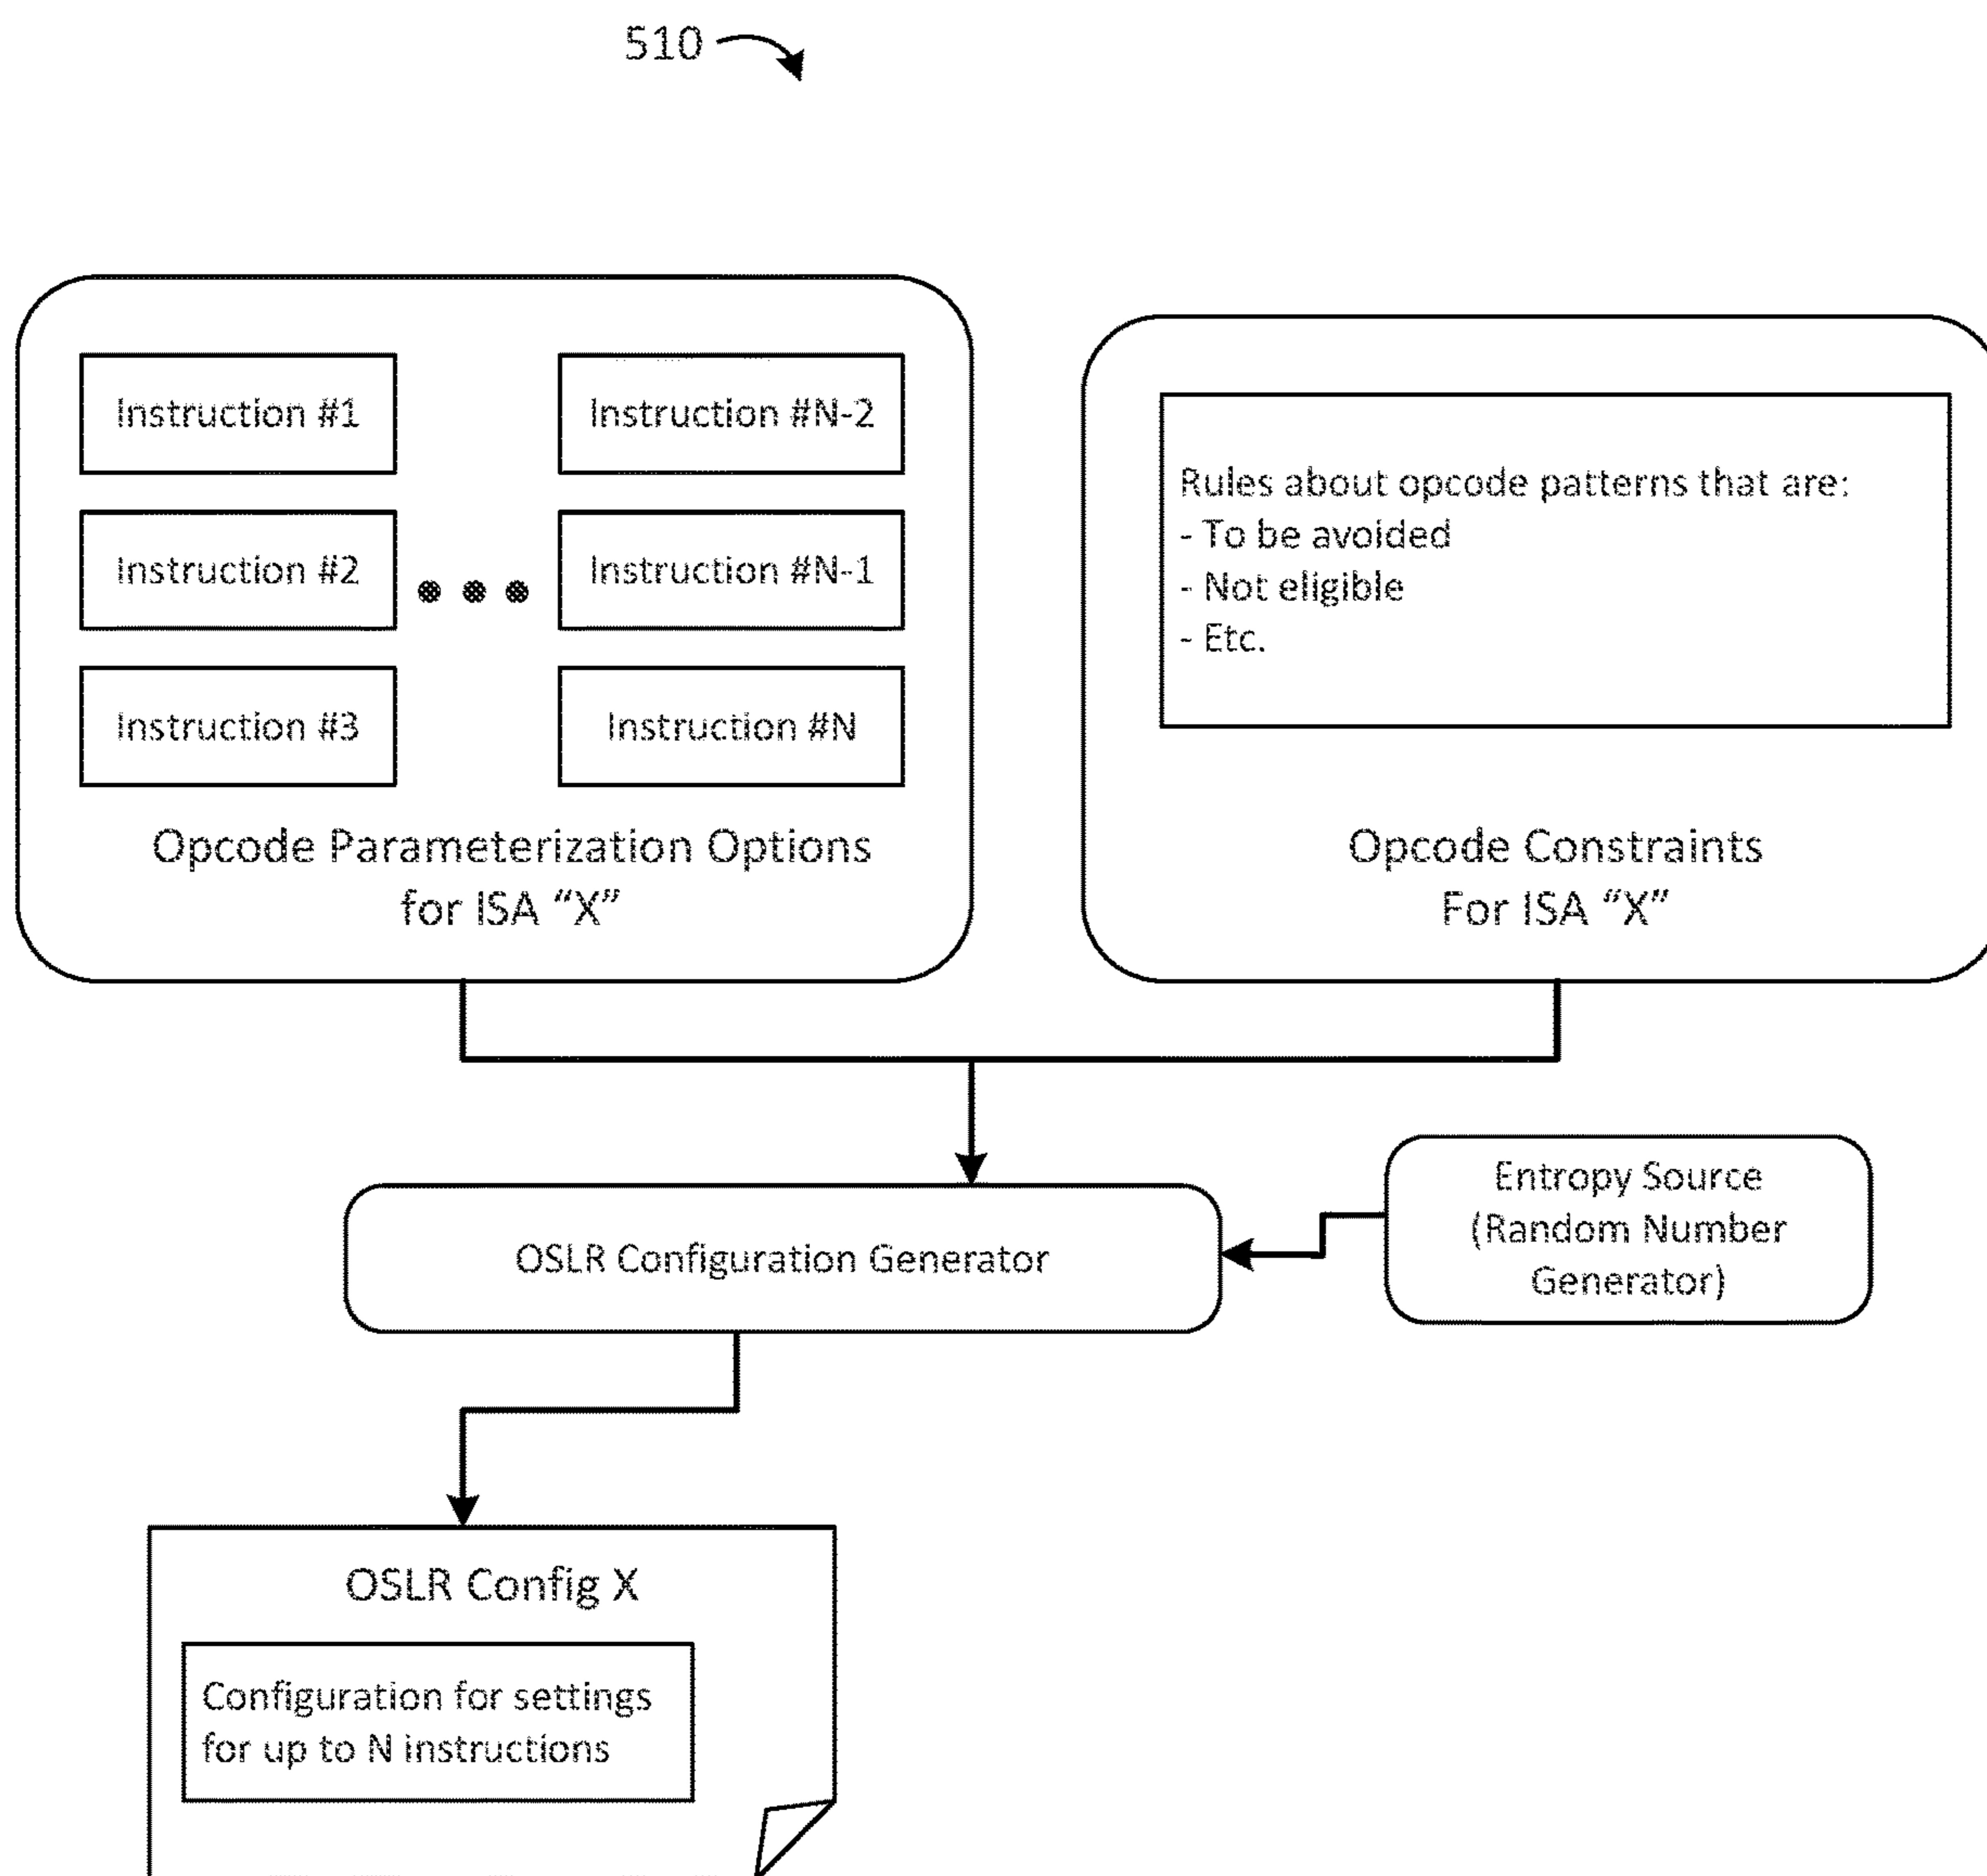 510
Instruction #1
Instruction #N-2
Instruction #2
Instruction #N-1
Instruction #3
Instruction #N
Opcode Parameterization Options
for ISA “X”
Rules about opcode patterns that are:
- To be avoided
- Not eligible
- Etc.
Opcode Constraints
For ISA “X”
OSLR Configuration Generator
Entropy Source
(Random Number
Generator)
OSLR Config X
Configuration for settings
for up to N instructions